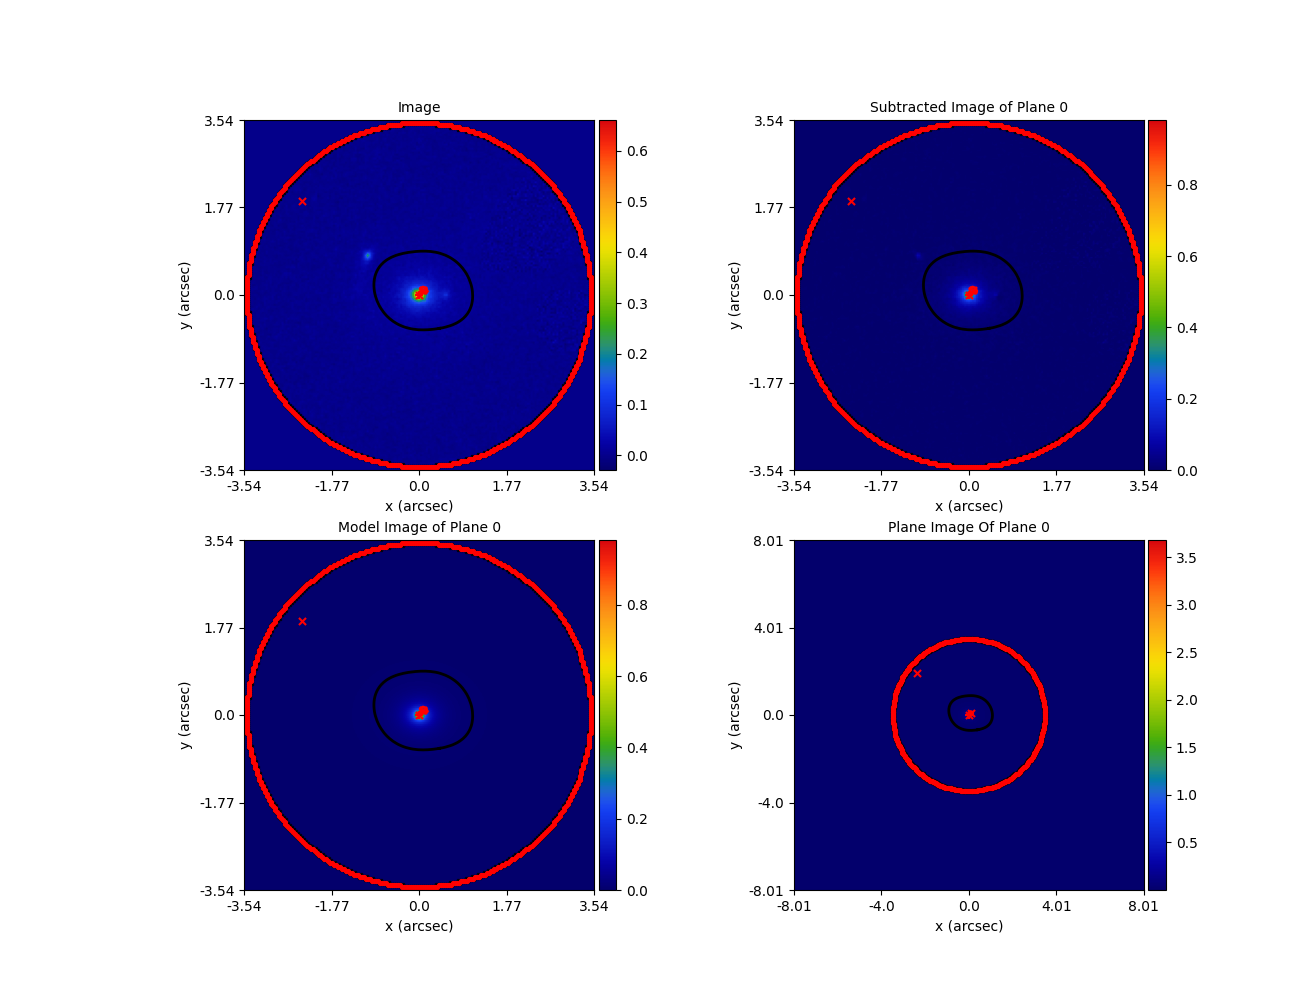 Image
3.54
1.77
0.0
-1.77
-3.54
y (arcsec)
-3.54 -1.77 0.0 1.77 3.54
x (arcsec)
0.6
0.5
0.4
0.3
0.2
0.1
0.0
Subtracted Image of Plane 0
3.54
1.77
0.0
-1.77
-3.54
y (arcsec)
-3.54 -1.77 0.0 1.77 3.54
x (arcsec)
0.8
0.6
0.4
0.2
0.0
Model Image of Plane 0
3.54
1.77
0.0
-1.77
-3.54
y (arcsec)
-3.54 -1.77 0.0 1.77 3.54
x (arcsec)
0.8
0.6
0.4
0.2
0.0
Plane Image Of Plane 0
8.01
4.01
0.0
-4.0
-8.01
y (arcsec)
-8.01 -4.0 0.0 4.01 8.01
x (arcsec)
3.5
3.0
2.5
2.0
1.5
1.0
0.5